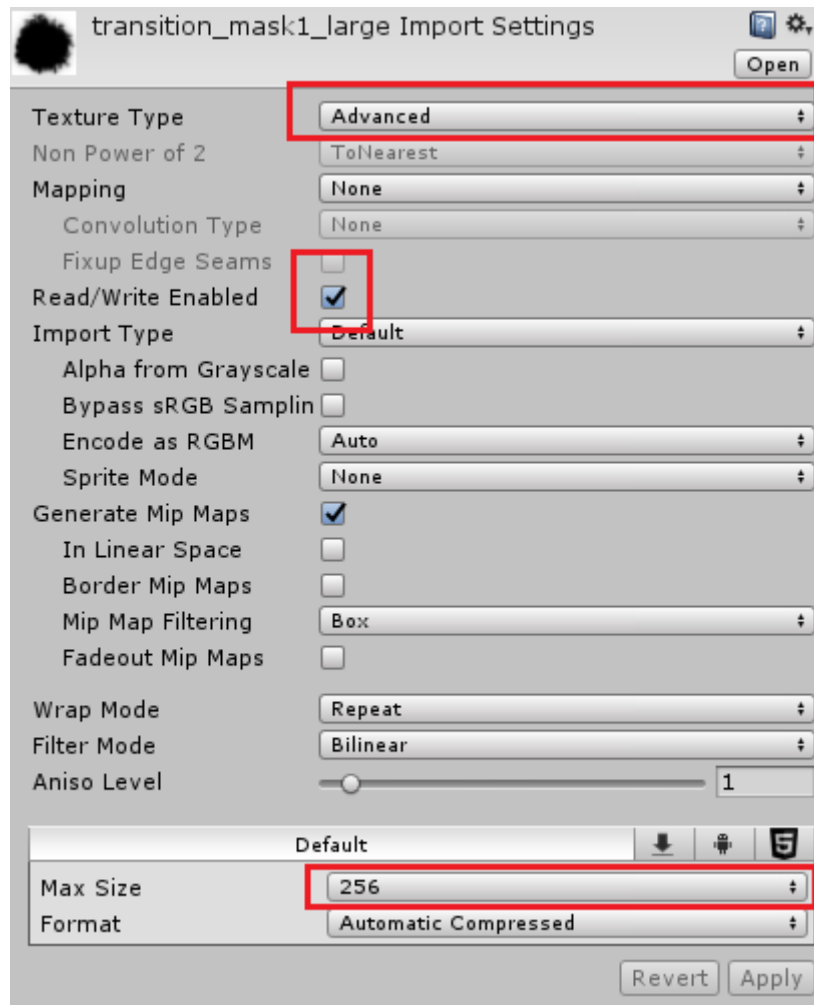 transition_mask1_large Import Settings
Open
Texture Type Advanced
Non Power of 2 ToNearest
Mapping None
Convolution Type None
Fixup Edge Seams
Read/Write Enabled
Import Type Default
Alpha from Grayscale
Bypass sRGB Samplin
Encode as RGBM Auto
Sprite Mode None
Generate Mip Maps
In Linear Space
Border Mip Maps
Mip Map Filtering Box
Fadeout Mip Maps
Wrap Mode Repeat
Filter Mode Bilinear
Aniso Level 1
Default
Max Size 256
Format Automatic Compressed
Revert Apply